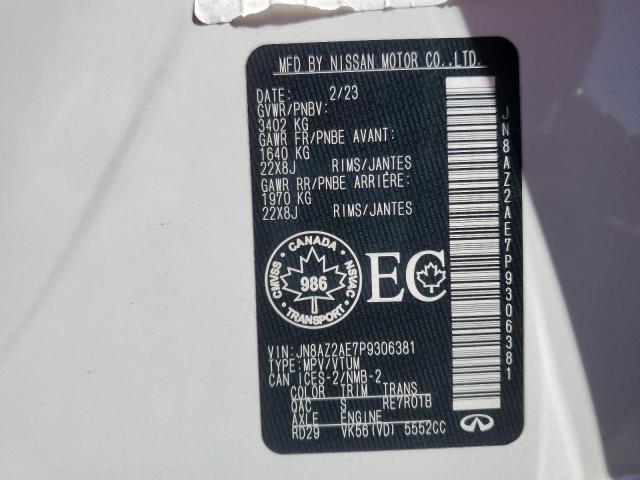 MFD BY NISSAN MOTOR CO.,LTD.
DATE: 2/23
GVWR/PNBV:
3402 KG
GAWR FR/PNBE AVANT:
1640 KG
22X8J RIMS/JANTES
GAWR RR/PNBE ARRIÈRE:
1970 KG
22X8J RIMS/JANTES
CANADA
CMVSS NSVAC
986
TRANSPORT
EC
VIN: JN8AZ2AE7P9306381
TYPE: MPV/VTUM
CAN ICES-2/NMB-2
COLOR TRIM TRANS
QAC S RE7R01B
AXLE ENGINE
RD29 VK56(VD) 5552CC
JN8AZ2AE7P9306381